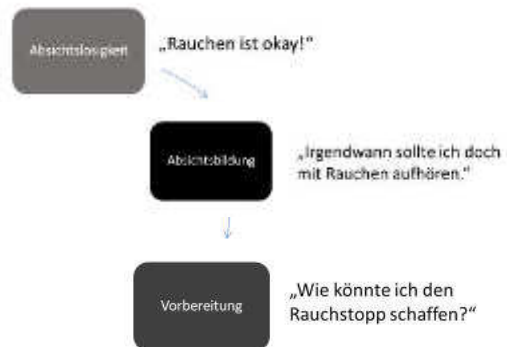 Absichtslosigkeit
„Rauchen ist okay!“
Absichtsbildung
„Irgendwann sollte ich doch
mit Rauchen aufhören.“
Vorbereitung
„Wie könnte ich den
Rauchstopp schaffen?“